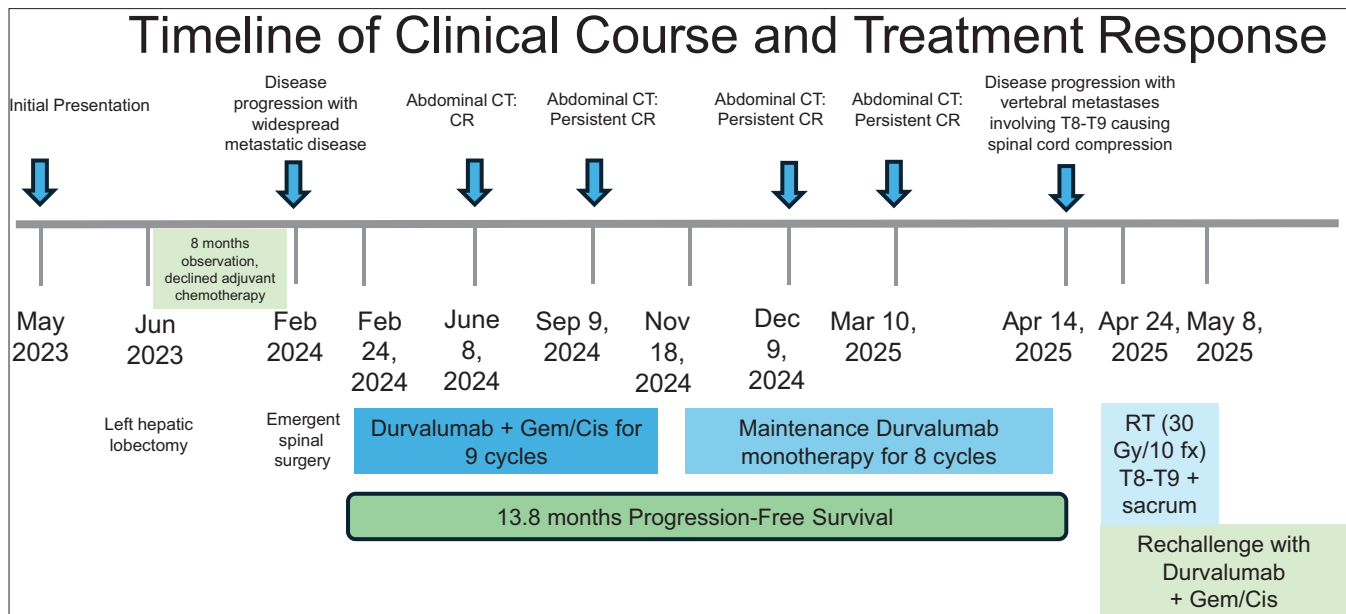 Timeline of Clinical Course and Treatment Response
Initial Presentation
Disease
progression with
widespread
metastatic disease
Abdominal CT:
CR
Abdominal CT:
Persistent CR
Abdominal CT:
Persistent CR
Abdominal CT:
Persistent CR
Disease progression with
vertebral metastases
involving T8-T9 causing
spinal cord compression
8 months
observation,
declined adjuvant
chemotherapy
May
2023
Jun
2023
Feb
2024
Feb
24,
2024
June
8,
2024
Sep 9,
2024
Nov
18,
2024
Dec
9,
2024
Mar 10,
2025
Apr 14,
2025
Apr 24,
2025
May 8,
2025
Left hepatic
lobectomy
Emergent
spinal
surgery
Durvalumab + Gem/Cis for
9 cycles
Maintenance Durvalumab
monotherapy for 8 cycles
RT (30
Gy/10 fx)
T8-T9 +
sacrum
13.8 months Progression-Free Survival
Rechallenge with
Durvalumab
+ Gem/Cis